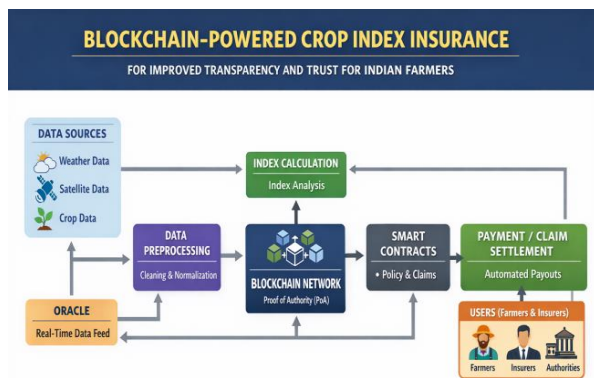 BLOCKCHAIN-POWERED CROP INDEX INSURANCE
FOR IMPROVED TRANSPARENCY AND TRUST FOR INDIAN FARMERS
DATA SOURCES
Weather Data
Satellite Data
Crop Data
INDEX CALCULATION
Index Analysis
DATA
PREPROCESSING
Cleaning & Normalization
BLOCKCHAIN NETWORK
Proof of Authority (PoA)
SMART
CONTRACTS
• Policy & Claims
PAYMENT / CLAIM
SETTLEMENT
Automated Payouts
ORACLE
Real-Time Data Feed
USERS (Farmers & Insurers)
Farmers
Insurers
Authorities